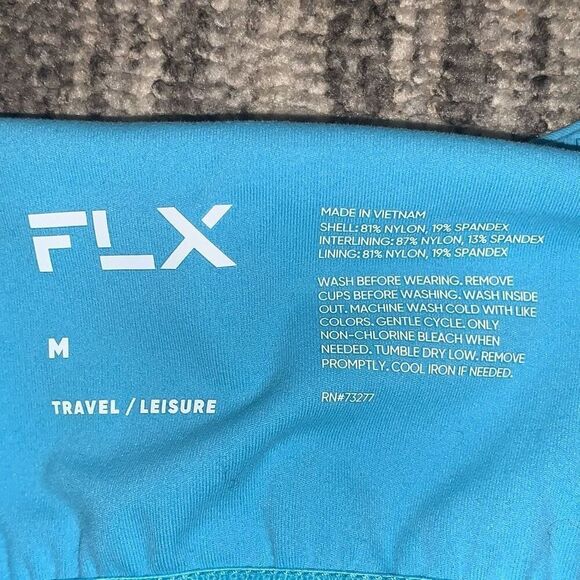 FLX
M
TRAVEL / LEISURE
MADE IN VIETNAM
SHELL: 81% NYLON, 19% SPANDEX
INTERLINING: 87% NYLON, 13% SPANDEX
LINING: 81% NYLON, 19% SPANDEX
WASH BEFORE WEARING. REMOVE
CUPS BEFORE WASHING. WASH INSIDE
OUT. MACHINE WASH COLD WITH LIKE
COLORS. GENTLE CYCLE. ONLY
NON-CHLORINE BLEACH WHEN
NEEDED. TUMBLE DRY LOW. REMOVE
PROMPTLY. COOL IRON IF NEEDED.
RN#73277